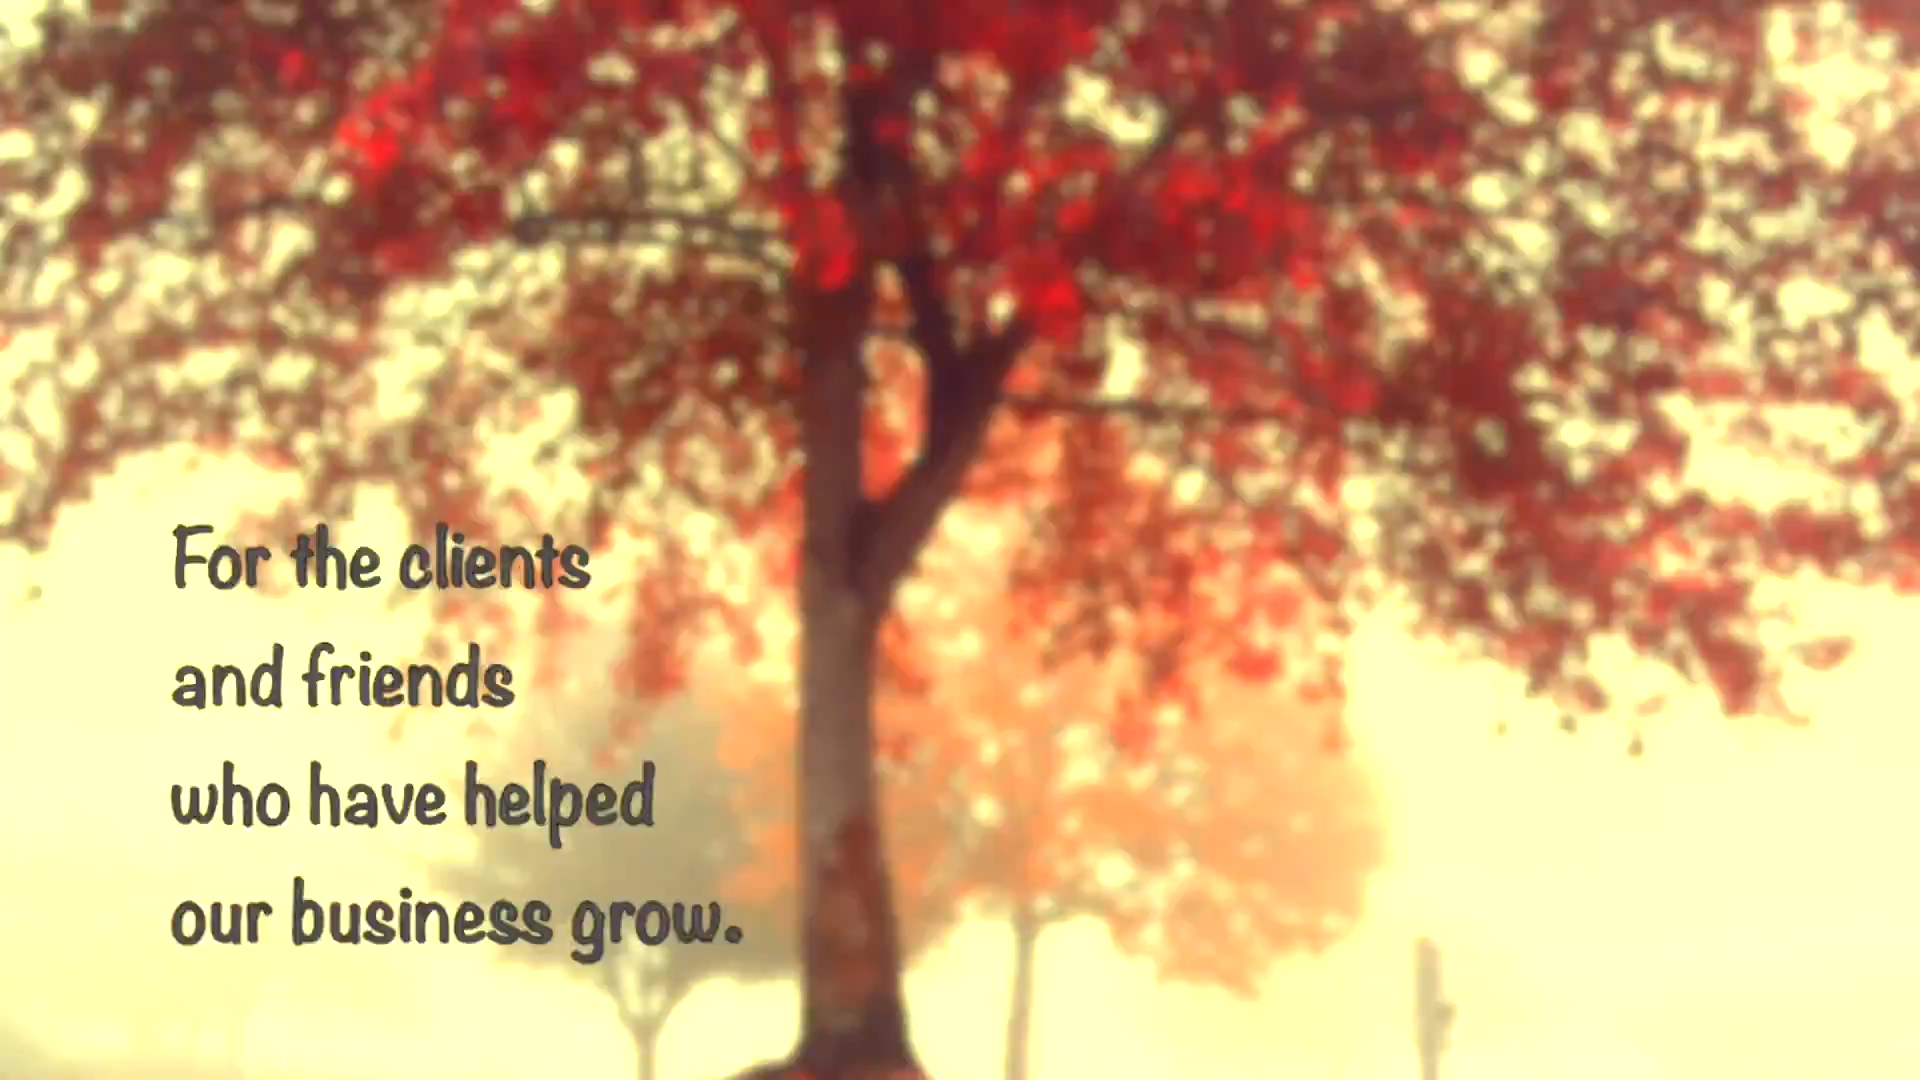 For the clients
and friends
who have helped
our business grow.